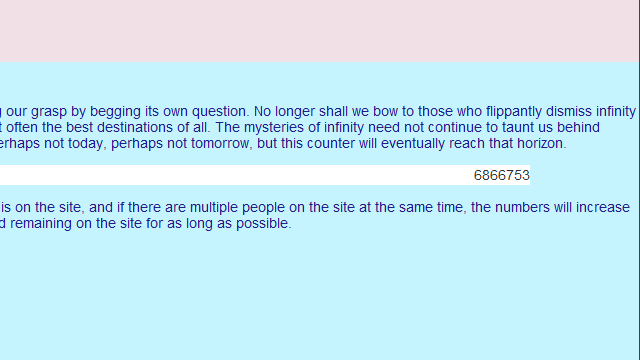 our grasp by begging its own question. No longer shall we bow to those who flippantly dismiss infinity
often the best destinations of all. The mysteries of infinity need not continue to taunt us behind
perhaps not today, perhaps not tomorrow, but this counter will eventually reach that horizon.
6866753
is on the site, and if there are multiple people on the site at the same time, the numbers will increase
remaining on the site for as long as possible.